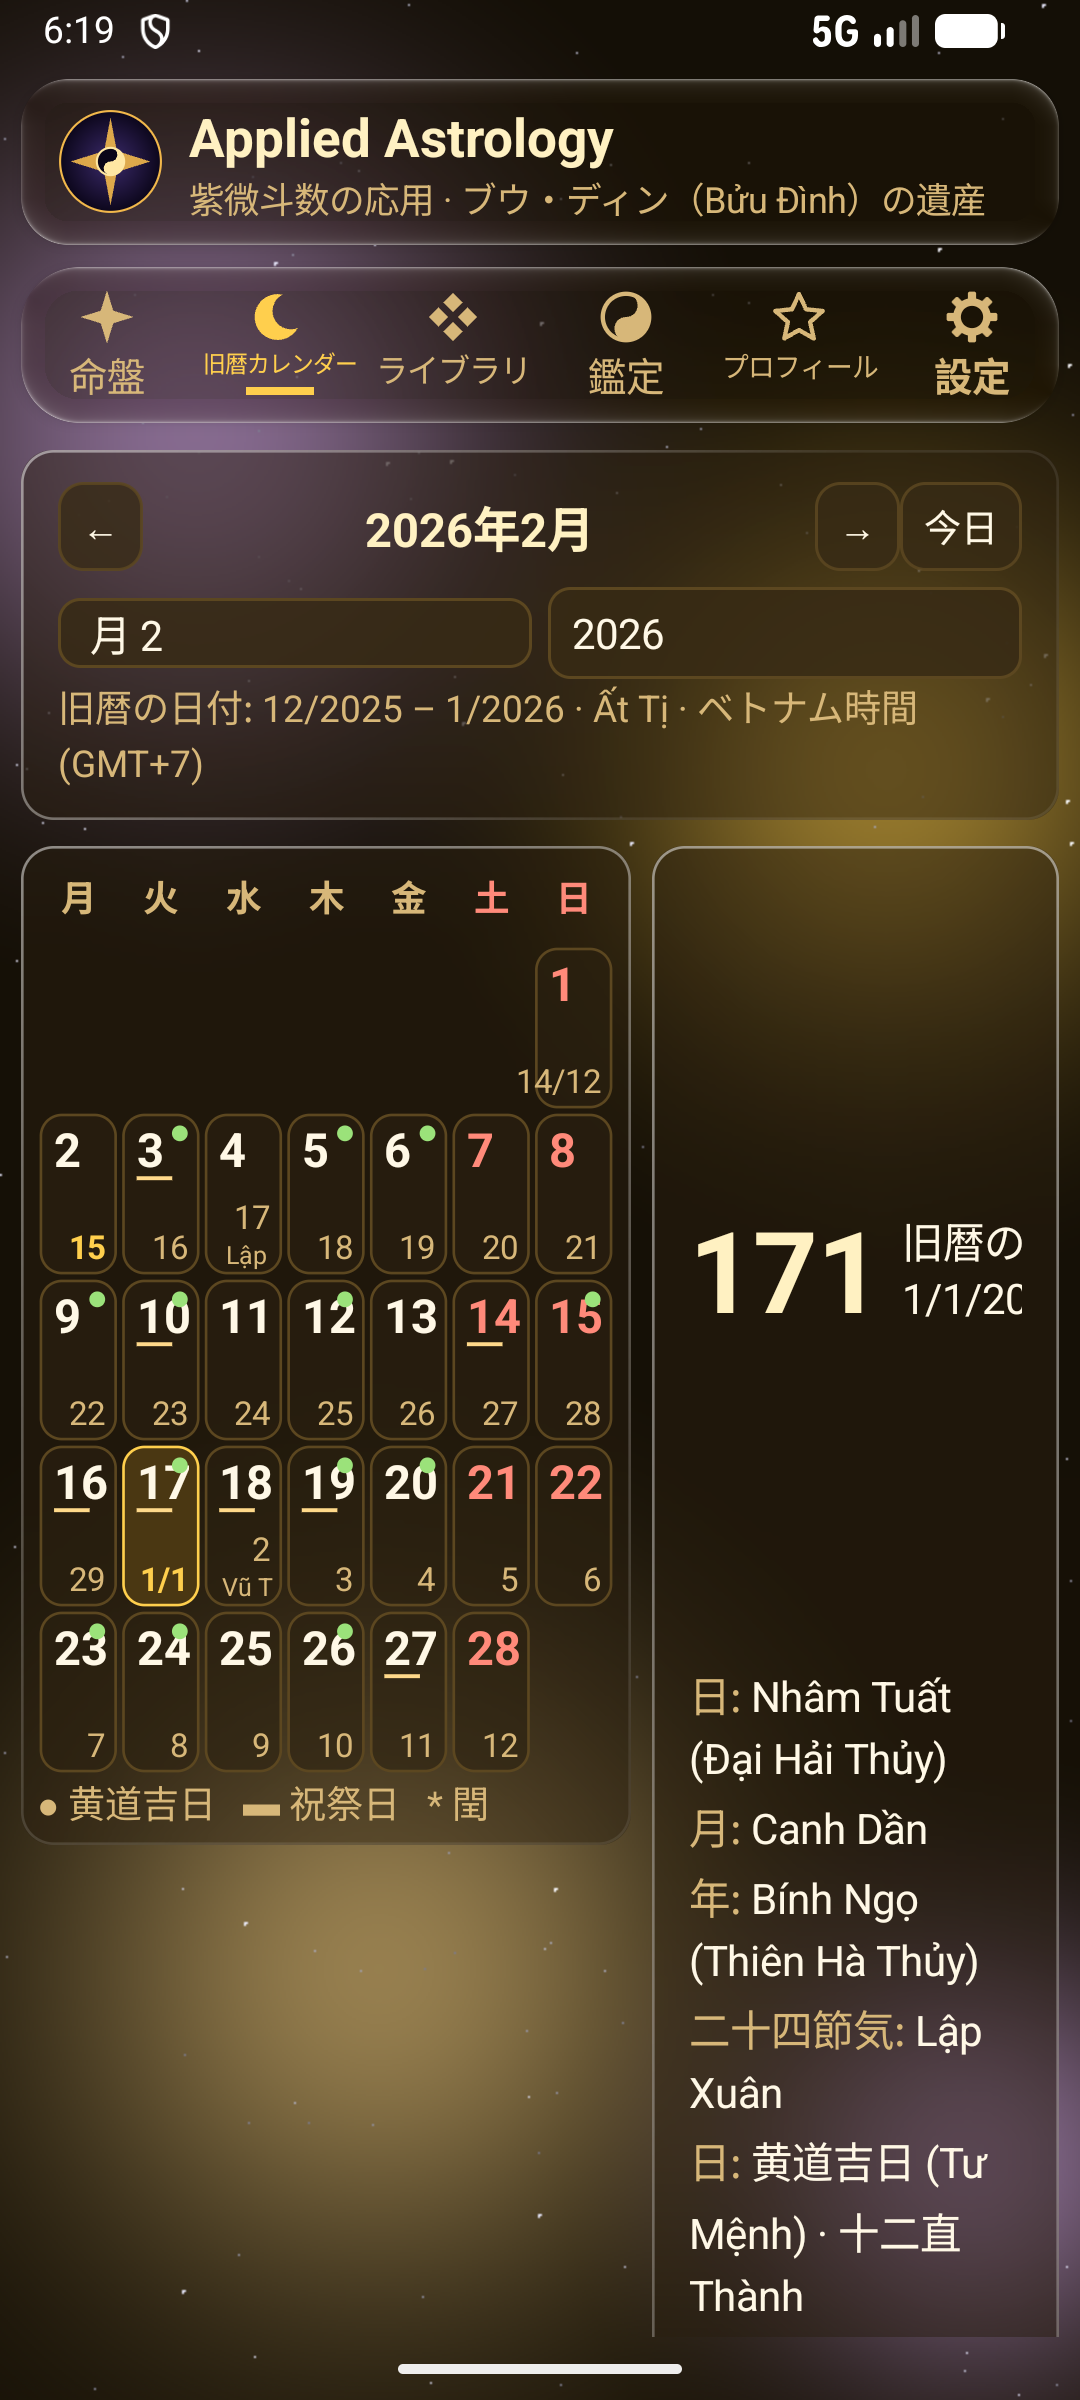 6:19
5G
Applied Astrology
紫微斗数の応用 · ブウ・ディン（Bửu Đình）の遺産
命盤
旧暦カレンダー
ライブラリ
鑑定
プロフィール
設定
←
2026年2月
→
今日
月 2
2026
旧暦の日付: 12/2025 – 1/2026 · Ất Tị · ベトナム時間
(GMT+7)
月 火 水 木 金 土 日
1
14/12
2 3 4 5 6 7 8
15 16 17 18 19 20 21
Lập
9 10 11 12 13 14 15
22 23 24 25 26 27 28
16 17 18 19 20 21 22
29 1/1 2 3 4 5 6
Vũ T
23 24 25 26 27 28
7 8 9 10 11 12
● 黄道吉日 ▬ 祝祭日 * 閏
171
旧暦の
1/1/20
日: Nhâm Tuất
(Đại Hải Thủy)
月: Canh Dần
年: Bính Ngọ
(Thiên Hà Thủy)
二十四節気: Lập
Xuân
日: 黄道吉日 (Tư
Mệnh) · 十二直
Thành